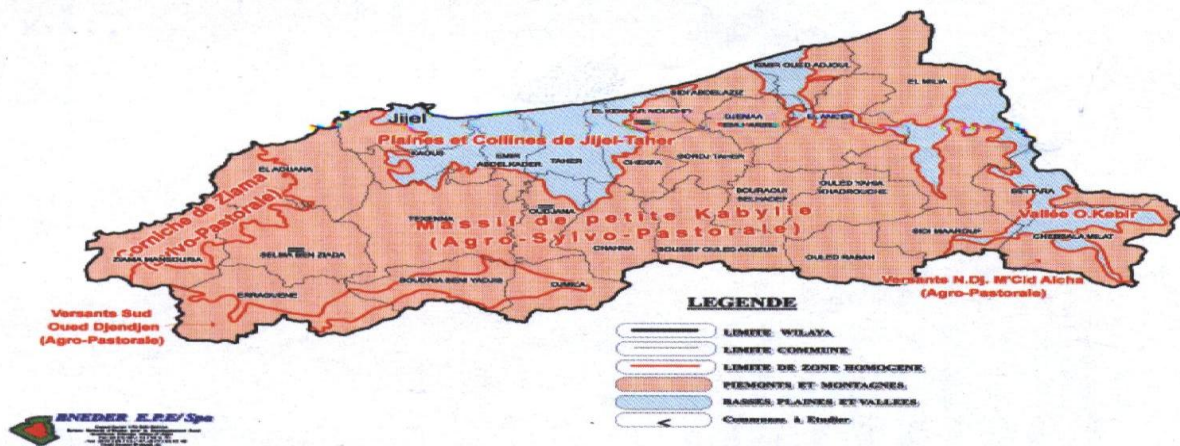 EMIR OUED ADJOUL
EL MILIA
SIDI ABDELAZIZ
EL KENNAR NOUCHFI
Jijel
DJENAA
EL ANCER
Plaines et Collines de Jijel-Taher
KAOUS
EMIR
ABDELKADER
TAHER
CHEKFA
BORDJ TAHER
EL AOUANA
SETTARA
OULED YAHIA
KHADROUCHE
BOURAOUI
BELHADEF
Corniche de Ziama
(Sylvo-Pastorale)
TEXENNA
OUDJANA
Massif de petite Kabylie
(Agro-Sylvo-Pastorale)
Vallée O.Kebir
SIDI MAAROUF
GHEBBALA MILAT
CHAHNA
BOUSSIF OULED ASKEUR
OULED RABAH
ZIAMA MANSOURIA
SELMA BEN ZIADA
BOUDRIA BENI YADJIS
DJIMLA
ERRAGUENE
Versants N.Dj. M'Cid Aicha
(Agro-Pastorale)
Versants Sud
Oued Djendjen
(Agro-Pastorale)
LEGENDE
LIMITE WILAYA
LIMITE COMMUNE
LIMITE DE ZONE HOMOGENE
PIEMONTS ET MONTAGNES
BASSES PLAINES ET VALLEES
< Communes à Etudier
BNEDER E.P.E/ Spa